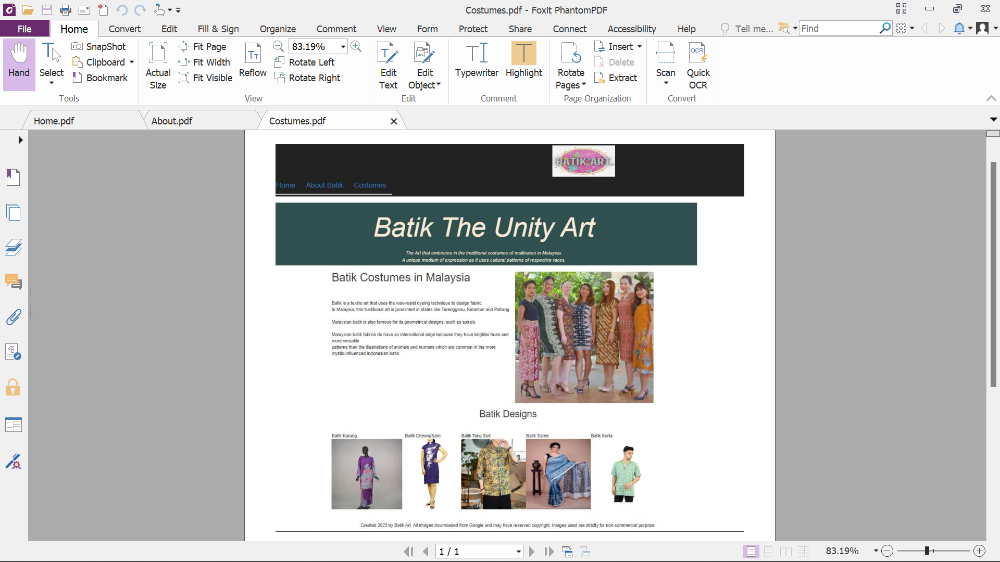 Costumes.pdf - Foxit PhantomPDF
File
Home
Convert
Edit
Fill & Sign
Organize
Comment
View
Form
Protect
Share
Connect
Accessibility
Help
Tell me...
Find
Hand
Select
SnapShot
Clipboard
Bookmark
Tools
Actual
Size
Fit Page
Fit Width
Fit Visible
Reflow
83.19%
Rotate Left
Rotate Right
View
Edit
Text
Edit
Object
Edit
Typewriter
Highlight
Comment
Rotate
Pages
Insert
Delete
Extract
Page Organization
Scan
OCR
Quick
OCR
Convert
Home.pdf
About.pdf
Costumes.pdf
BATIK ART
Home
About Batik
Costumes
Batik The Unity Art
The Art that embraces in the traditional costumes of multiraces in Malaysia.
A unique medium of expression as it uses cultural patterns of respective races.
Batik Costumes in Malaysia
Batik is a textile art that uses the wax-resist dyeing technique to design fabric.
In Malaysia, this traditional art is prominent in states like Terengganu, Kelantan and Pahang
Malaysian batik is also famous for its geometrical designs, such as spirals.
Malaysian batik fabrics do have an international edge because they have brighter hues and
more versatile
patterns than the illustrations of animals and humans which are common in the more
mystic-influenced Indonesian batik.
Batik Designs
Batik Kurung
Batik CheongSam
Batik Tang Suit
Batik Saree
Batik Kurta
Created 2023 by Batik Art. All images downloaded from Google and may have reserved copyright. Images used are strictly for non-commercial purpose.
1 / 1
83.19%